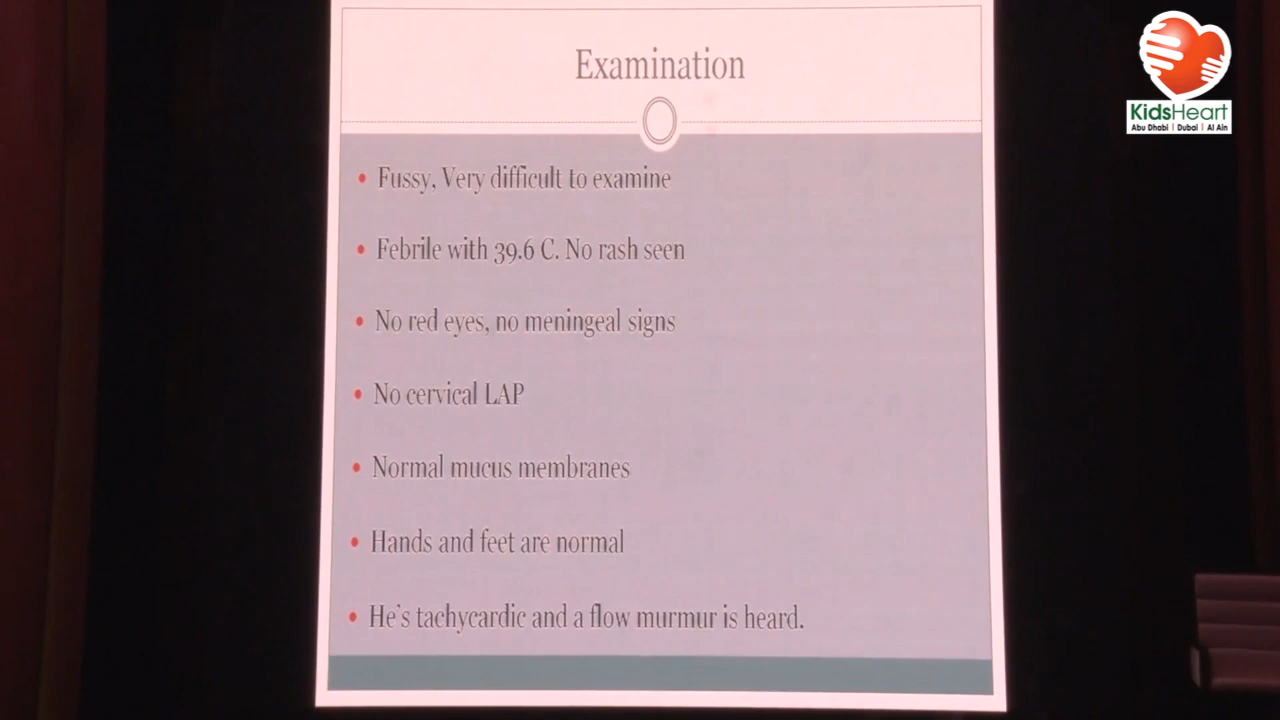 Examination
• Fussy, Very difficult to examine
• Febrile with 39.6 C. No rash seen
• No red eyes, no meningeal signs
• No cervical LAP
• Normal mucus membranes
• Hands and feet are normal
• He's tachycardic and a flow murmur is heard.
KidsHeart
Abu Dhabi | Dubai | Al Ain